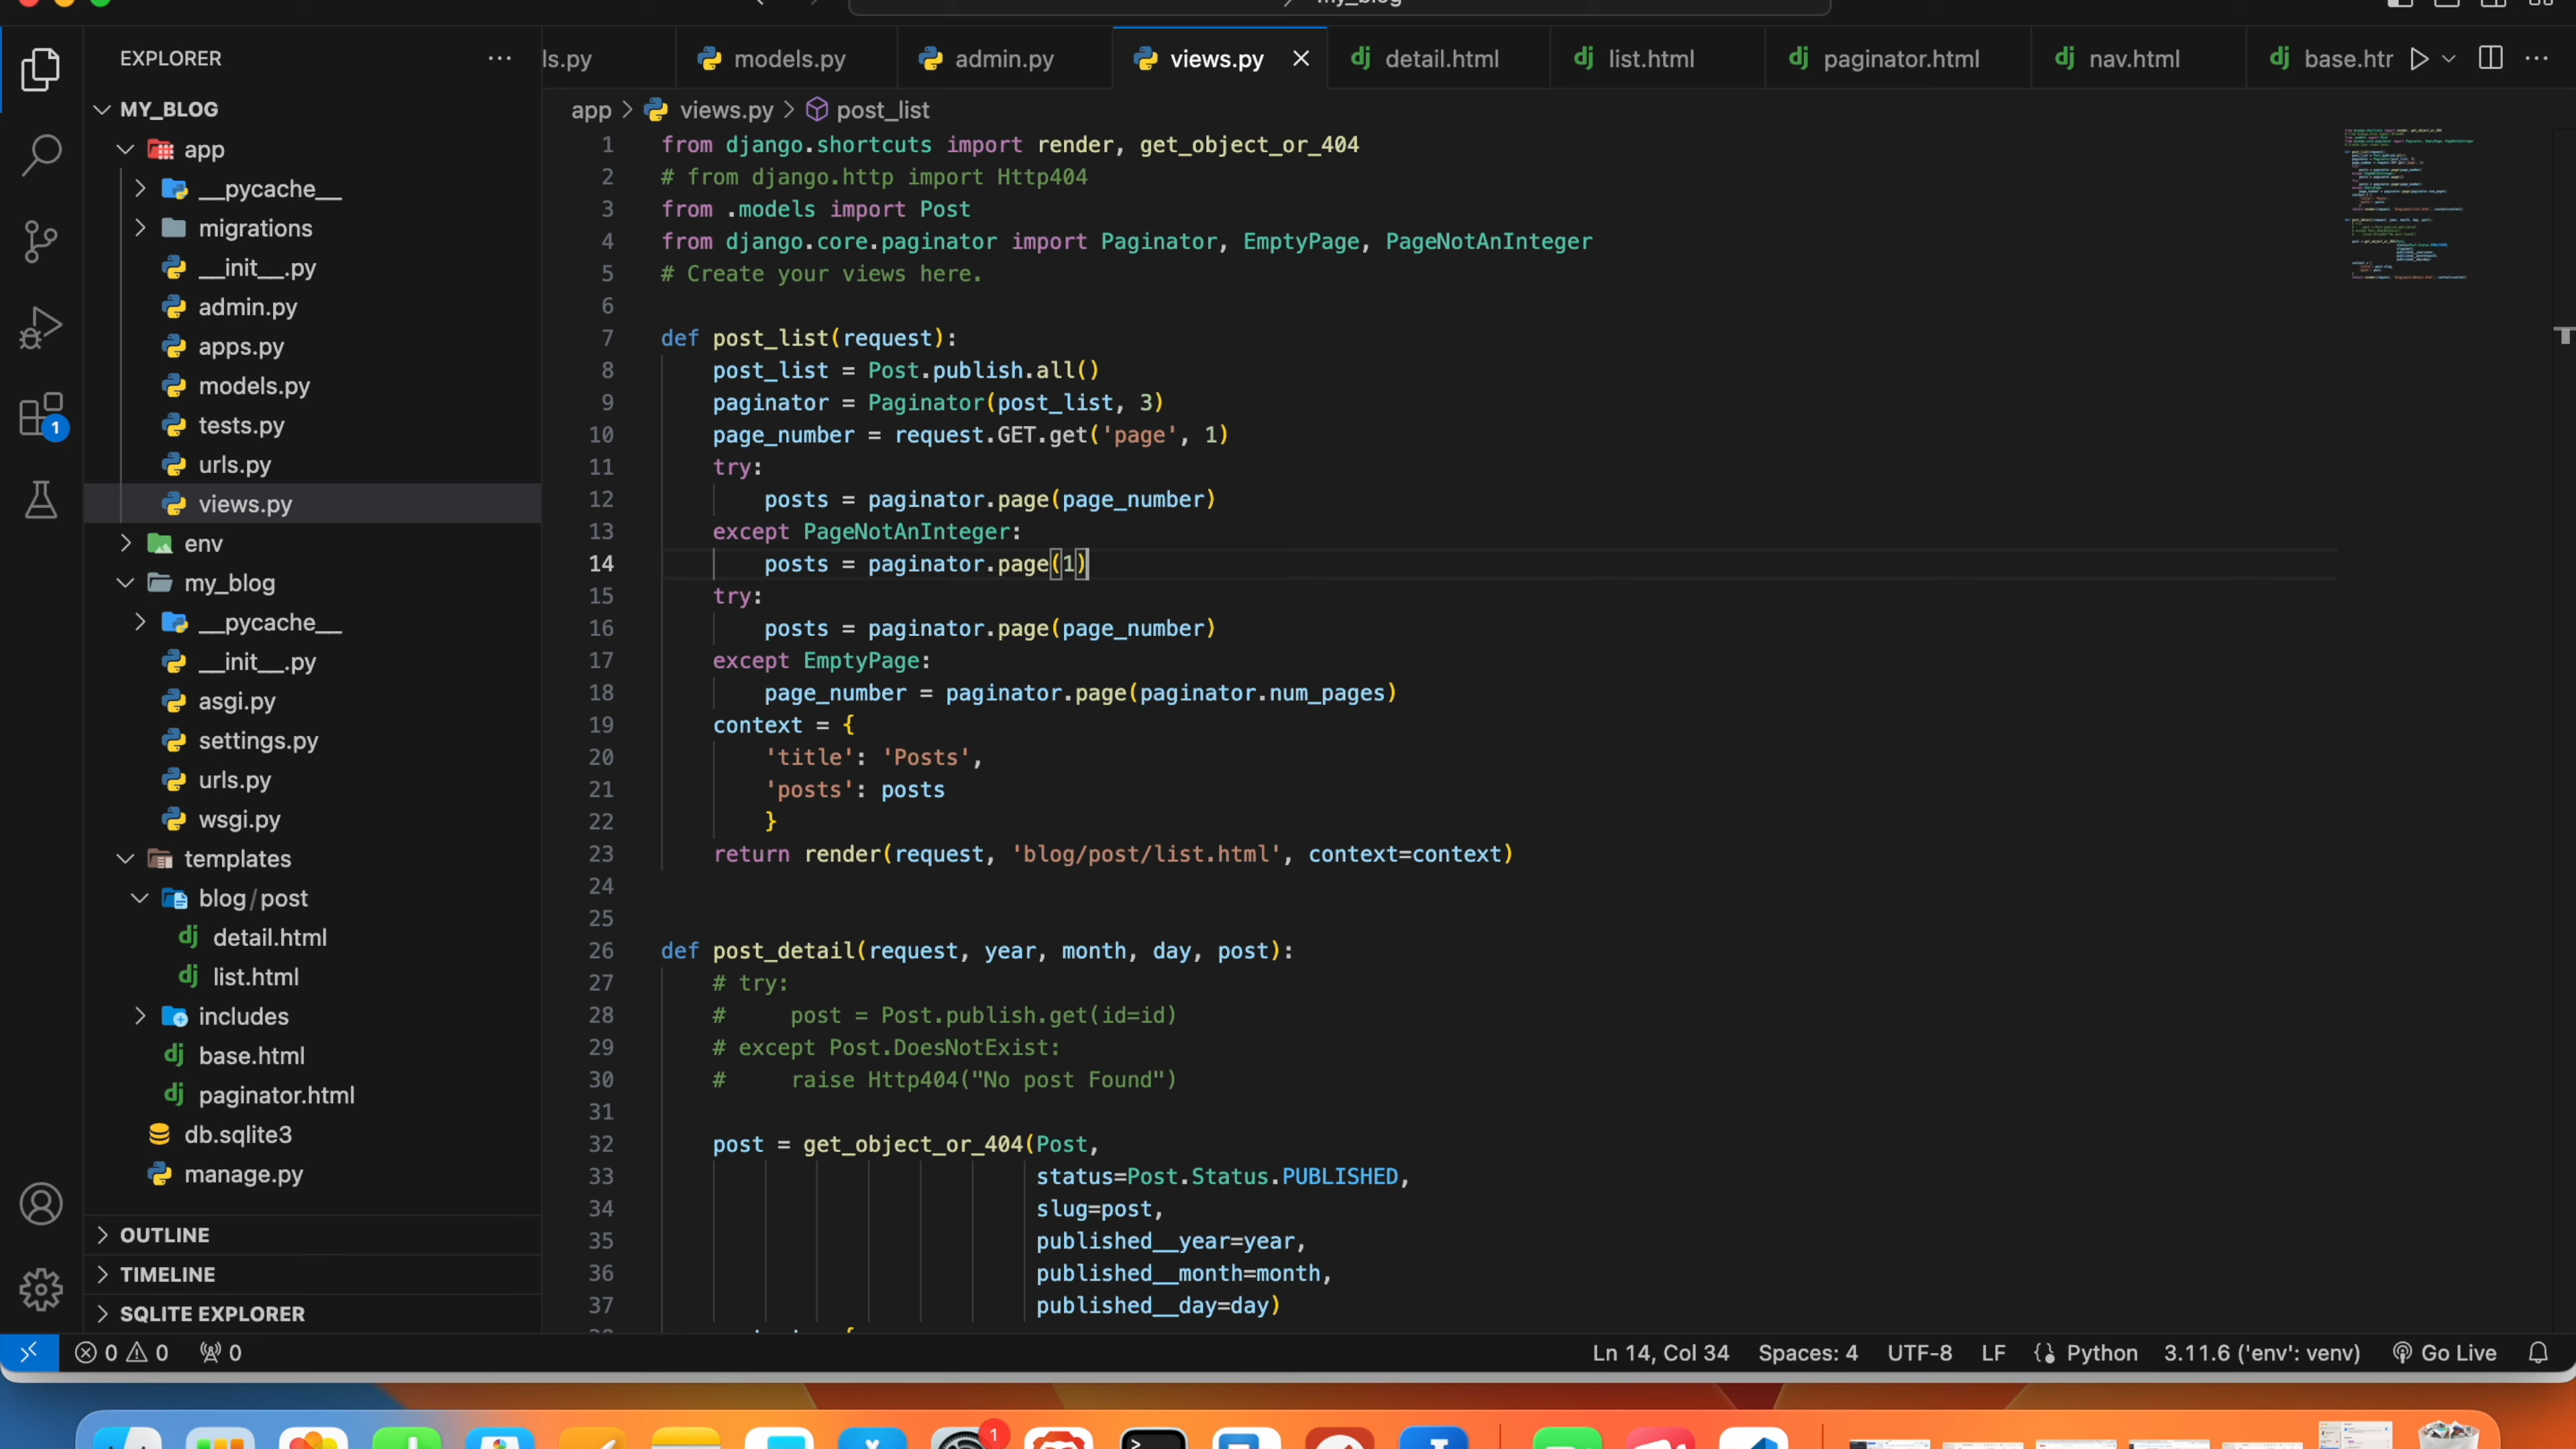 my_blog
EXPLORER
ls.py
models.py
admin.py
views.py
detail.html
list.html
paginator.html
nav.html
base.htr
MY_BLOG
app
__pycache__
migrations
__init__.py
admin.py
apps.py
models.py
tests.py
urls.py
views.py
env
my_blog
__pycache__
__init__.py
asgi.py
settings.py
urls.py
wsgi.py
templates
blog/post
detail.html
list.html
includes
base.html
paginator.html
db.sqlite3
manage.py
OUTLINE
TIMELINE
SQLITE EXPLORER
1
app > views.py > post_list
1 from django.shortcuts import render, get_object_or_404
2 # from django.http import Http404
3 from .models import Post
4 from django.core.paginator import Paginator, EmptyPage, PageNotAnInteger
5 # Create your views here.
6
7 def post_list(request):
8 post_list = Post.publish.all()
9 paginator = Paginator(post_list, 3)
10 page_number = request.GET.get('page', 1)
11 try:
12 posts = paginator.page(page_number)
13 except PageNotAnInteger:
14 posts = paginator.page(1)
15 try:
16 posts = paginator.page(page_number)
17 except EmptyPage:
18 page_number = paginator.page(paginator.num_pages)
19 context = {
20 'title': 'Posts',
21 'posts': posts
22 }
23 return render(request, 'blog/post/list.html', context=context)
24
25
26 def post_detail(request, year, month, day, post):
27 # try:
28 #     post = Post.publish.get(id=id)
29 # except Post.DoesNotExist:
30 #     raise Http404("No post Found")
31
32 post = get_object_or_404(Post,
33 status=Post.Status.PUBLISHED,
34 slug=post,
35 published__year=year,
36 published__month=month,
37 published__day=day)
0 0 0
Ln 14, Col 34
Spaces: 4
UTF-8
LF
Python
3.11.6 ('env': venv)
Go Live
1